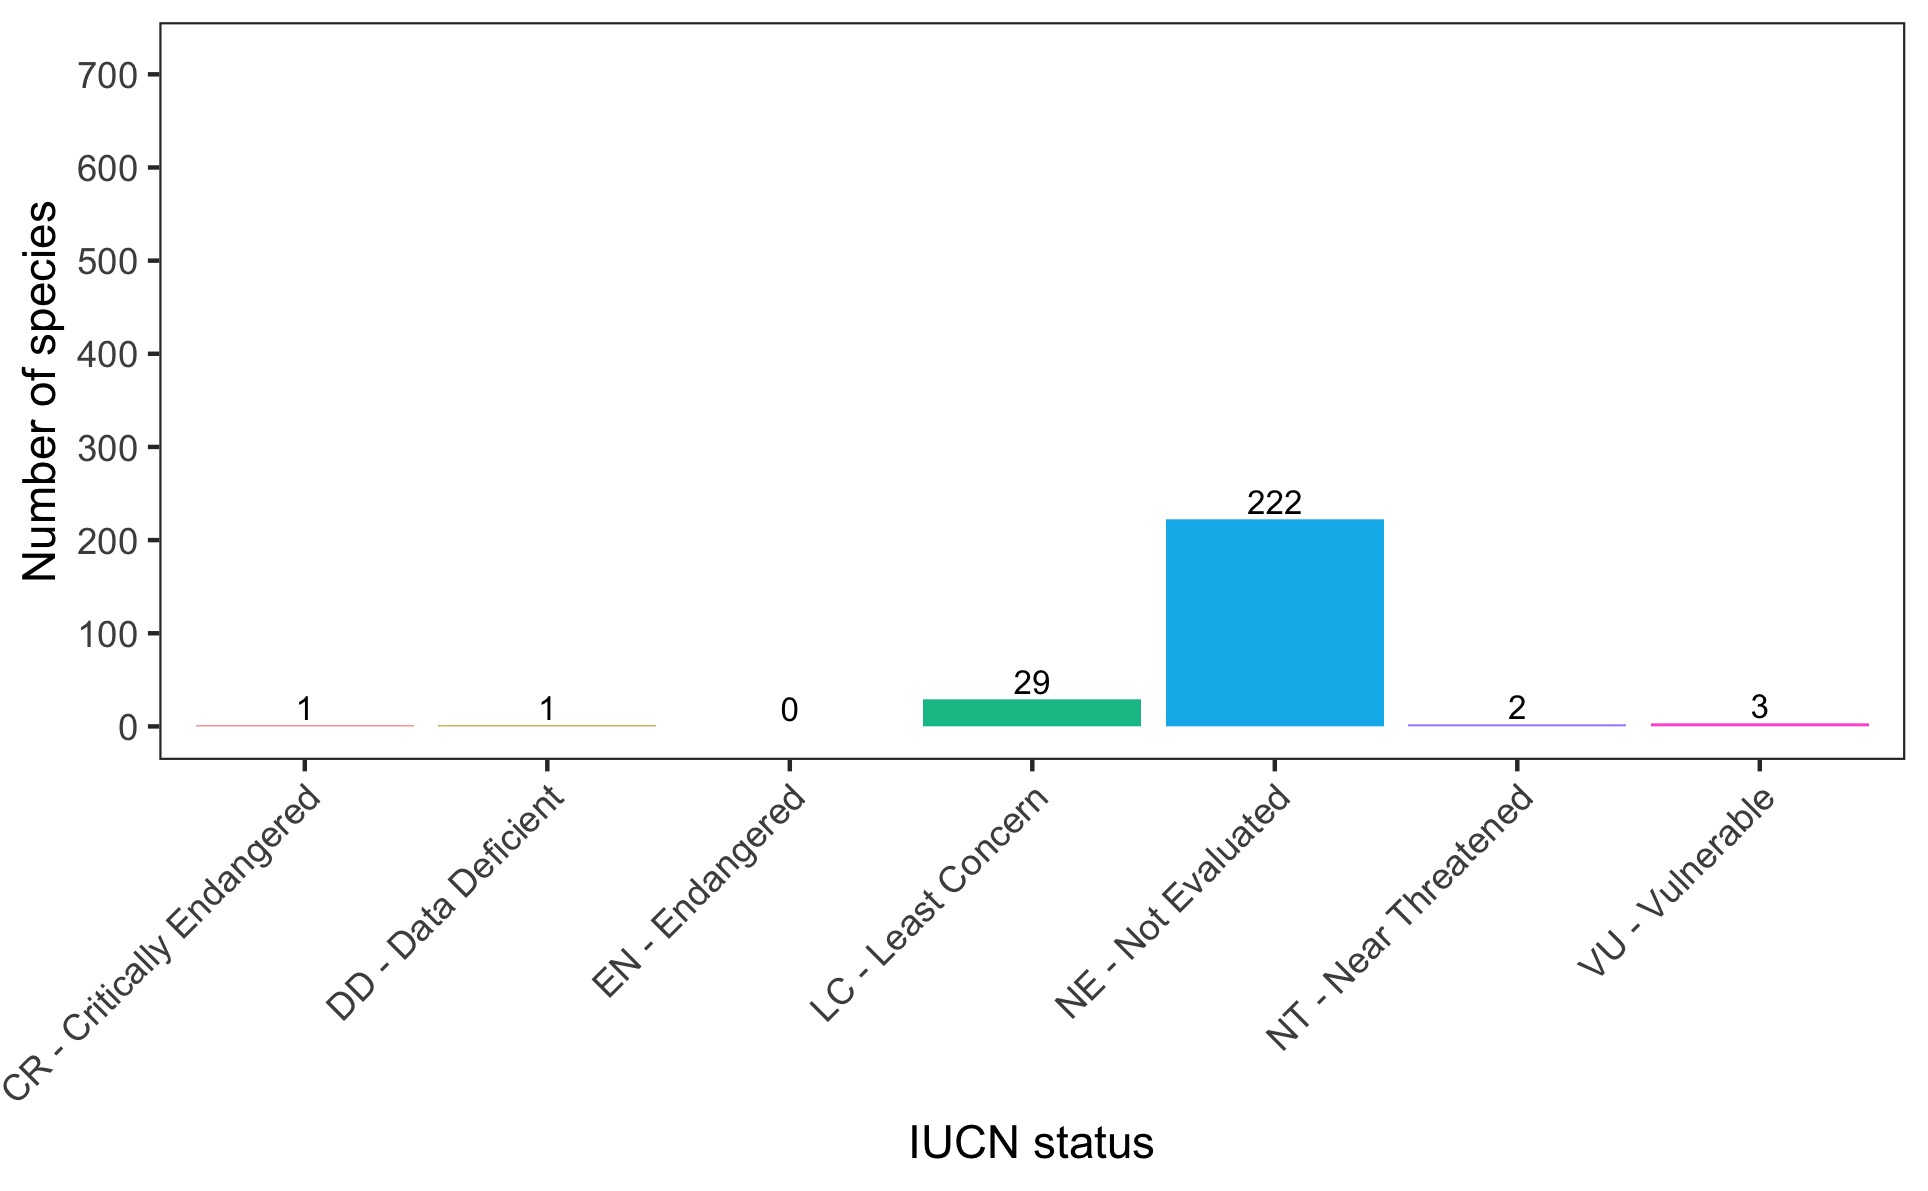 Number of species
700
600
500
400
300
200
100
0
1
1
0
29
222
2
3
CR - Critically Endangered
DD - Data Deficient
EN - Endangered
LC - Least Concern
NE - Not Evaluated
NT - Near Threatened
VU - Vulnerable
IUCN status